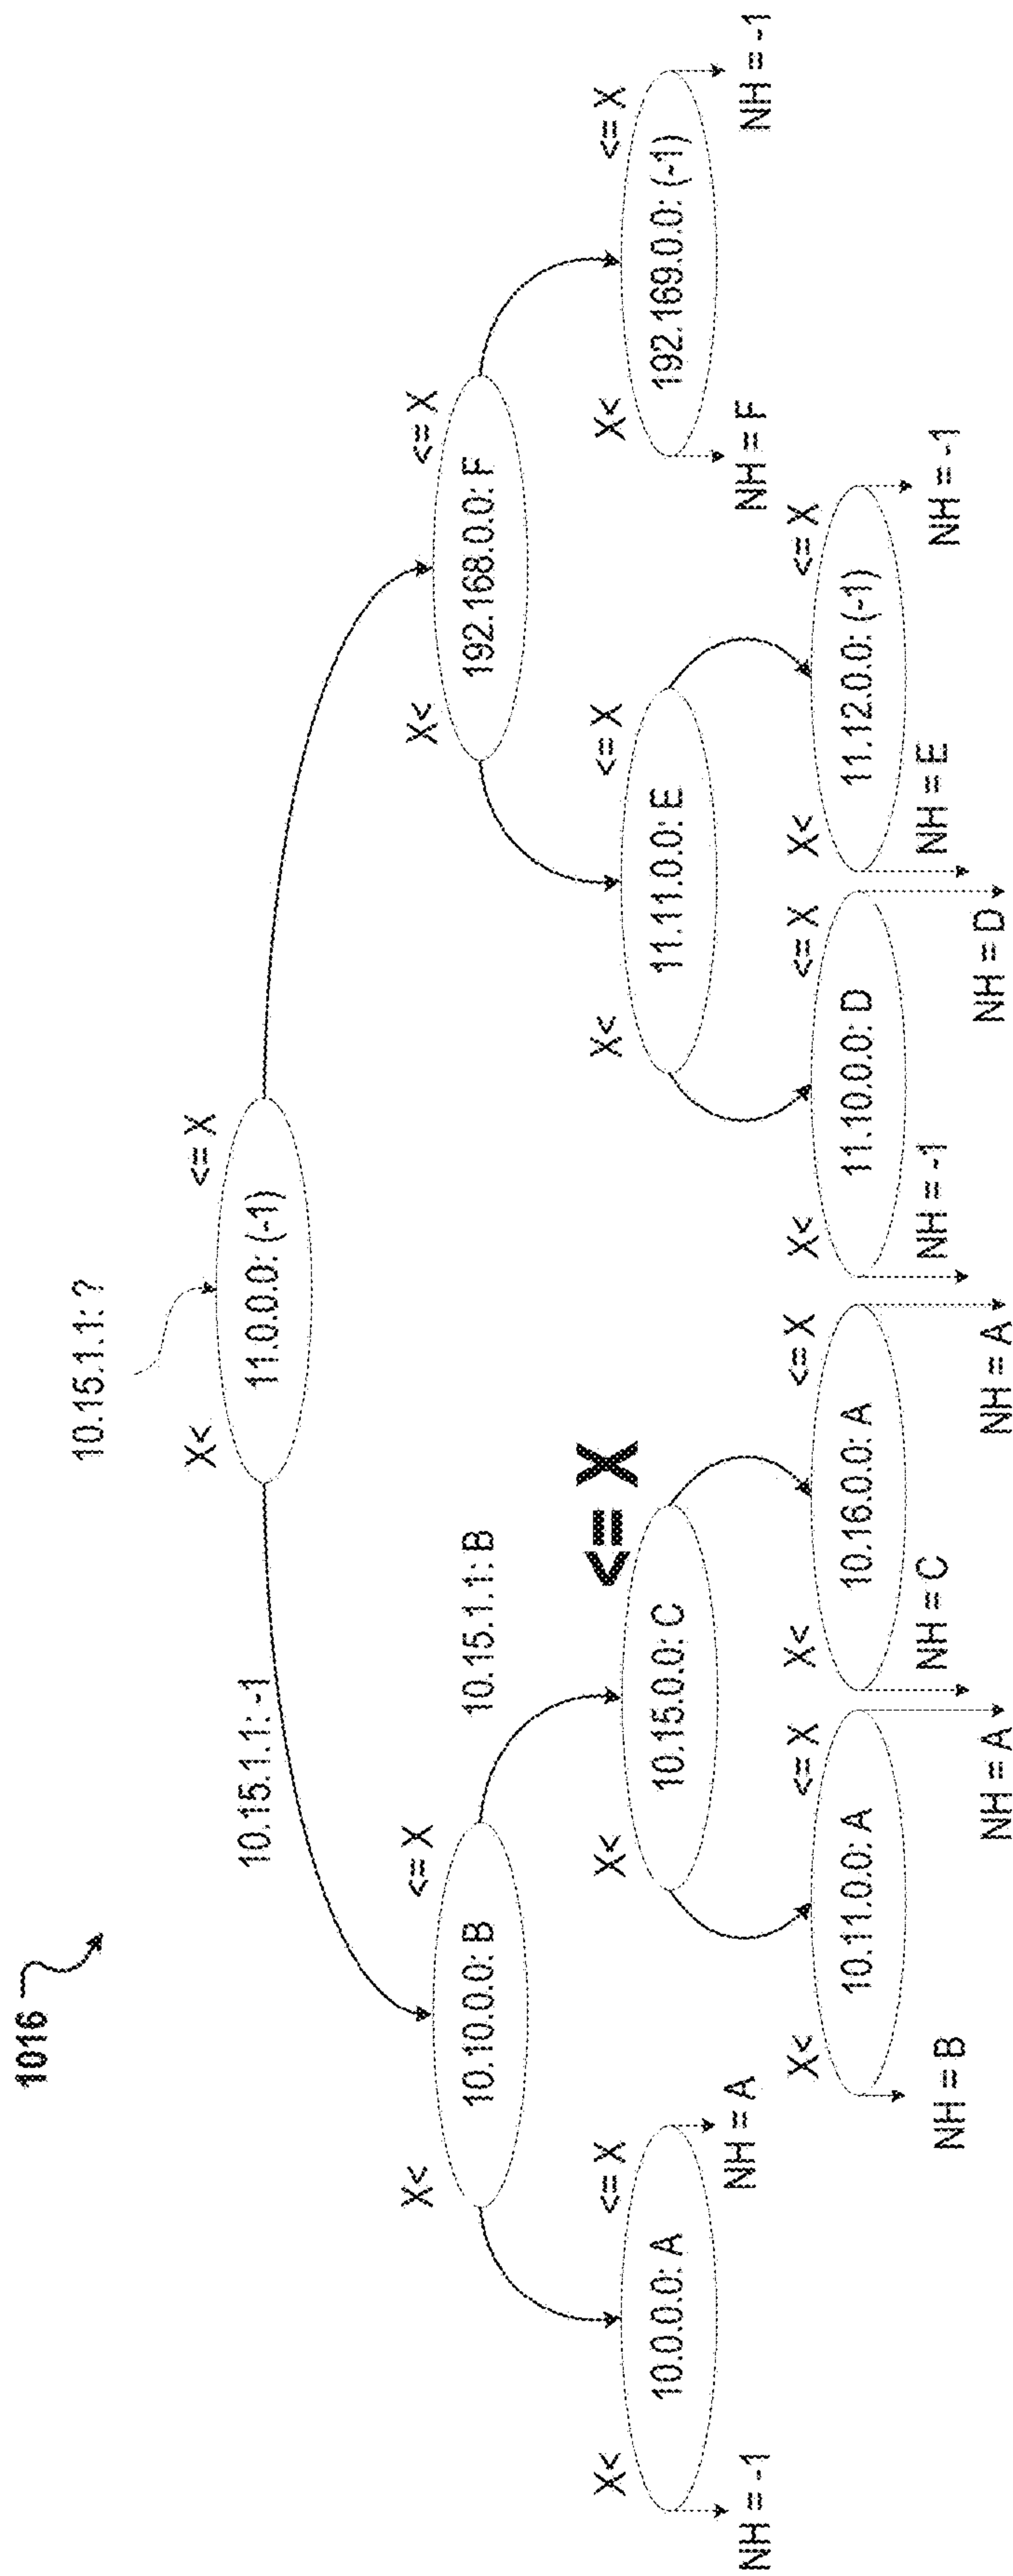 1016
10.15.1.1: ?
X<
<= X
11.0.0.0: (-1)
10.15.1.1: -1
X<
<= X
10.10.0.0: B
10.15.1.1: B
X<
<= X
192.168.0.0: F
X<
<= X
10.0.0.0: A
NH = -1
NH = A
X<
<= X
10.15.0.0: C
X<
<= X
11.11.0.0: E
X<
<= X
192.169.0.0: (-1)
NH = F
NH = -1
X<
<= X
10.11.0.0: A
NH = B
NH = A
X<
<= X
10.16.0.0: A
NH = C
NH = A
X<
<= X
11.10.0.0: D
NH = -1
NH = D
X<
<= X
11.12.0.0: (-1)
NH = E
NH = -1